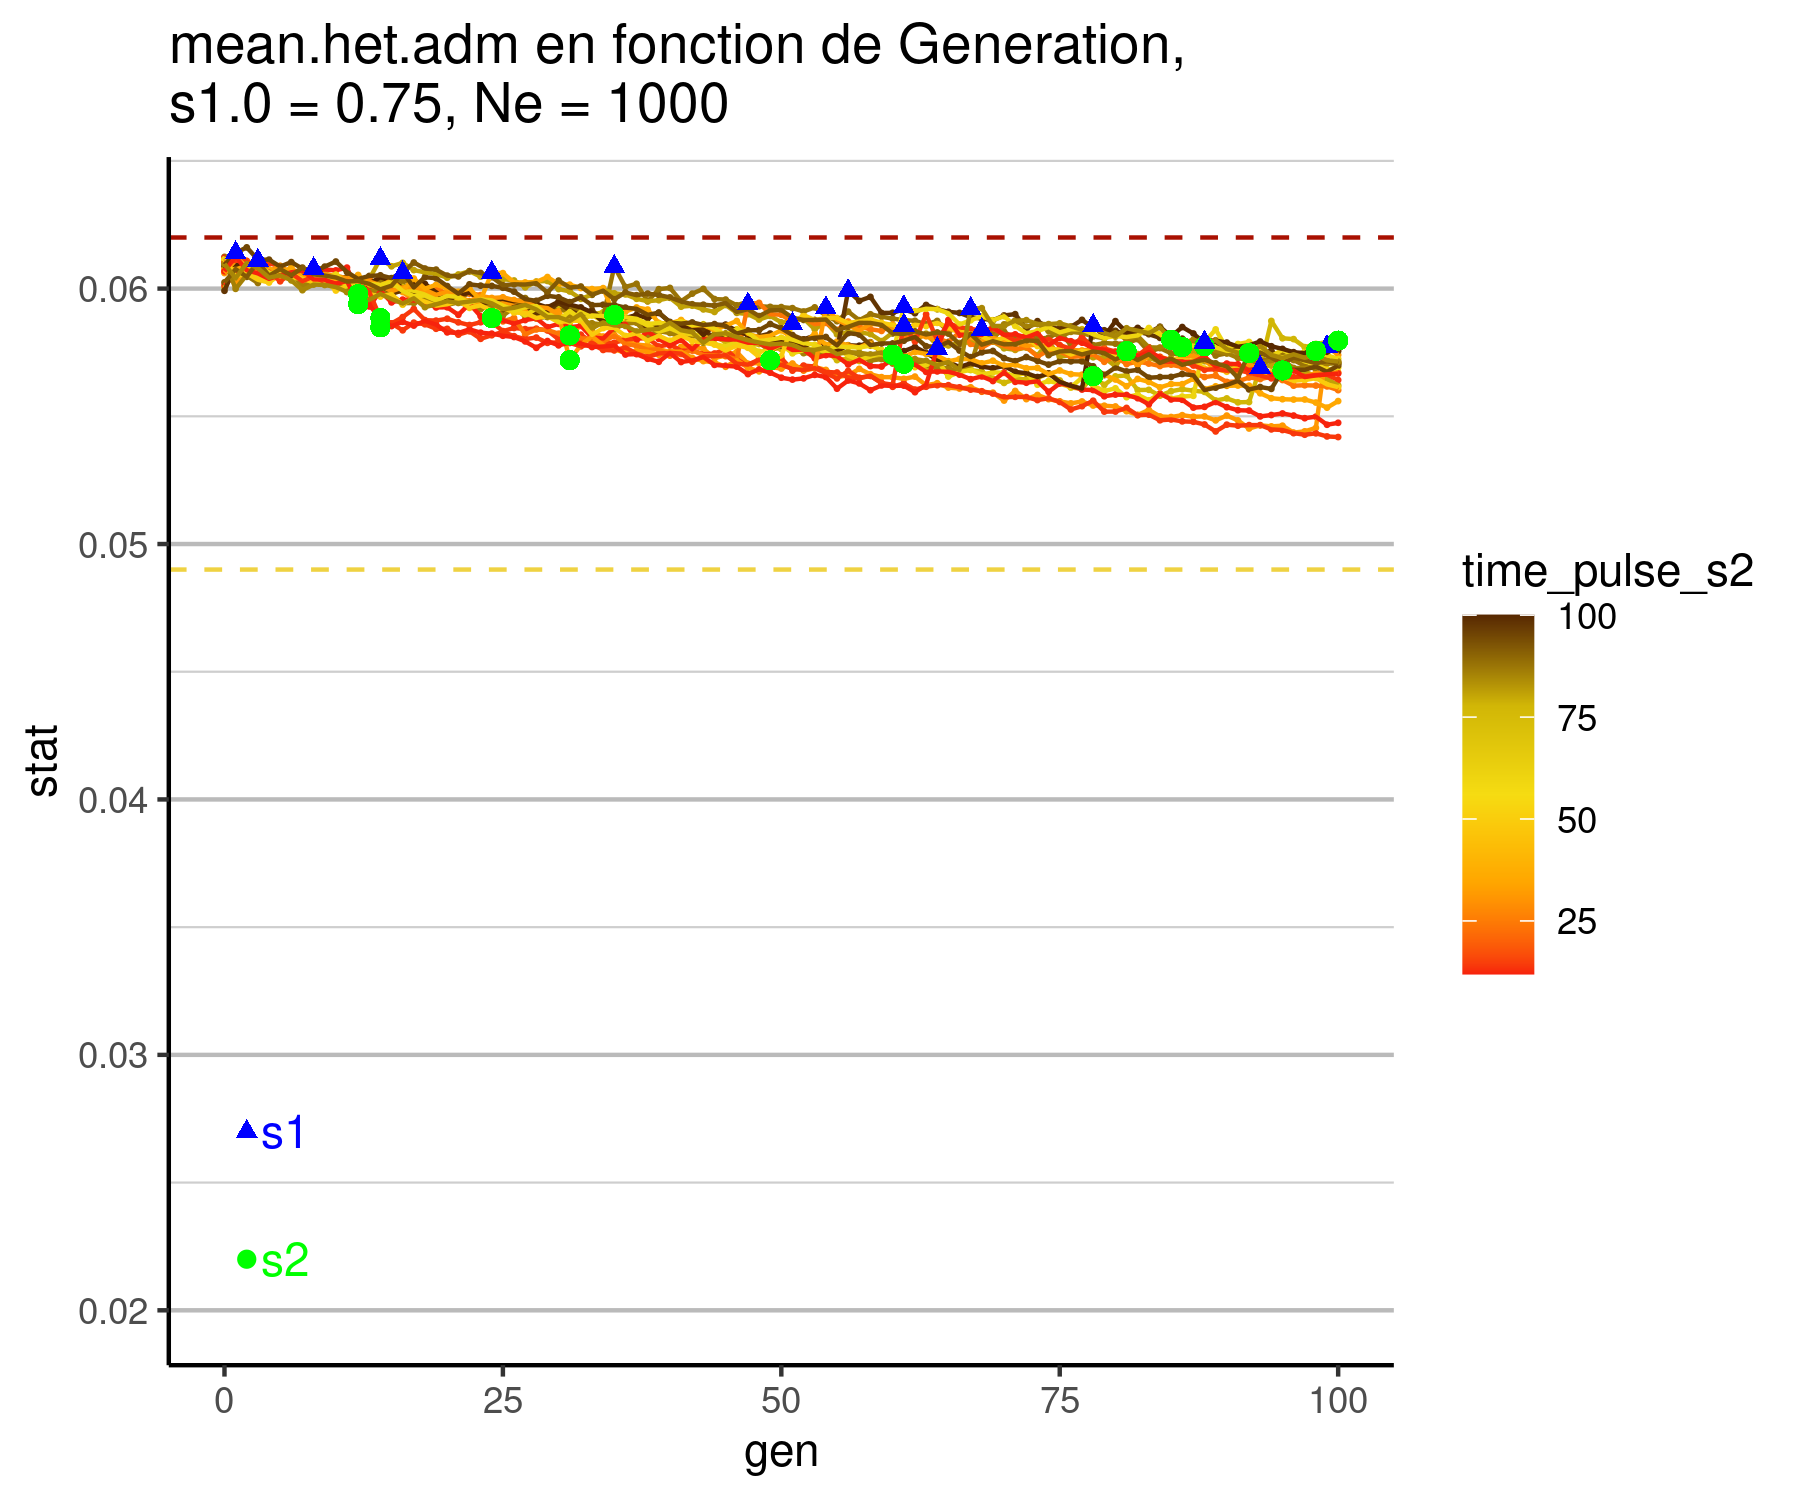 mean.het.adm en fonction de Generation,
s1.0 = 0.75, Ne = 1000
0.06
0.05
0.04
0.03
0.02
stat
s1
s2
0 25 50 75 100
gen
time_pulse_s2
100
75
50
25